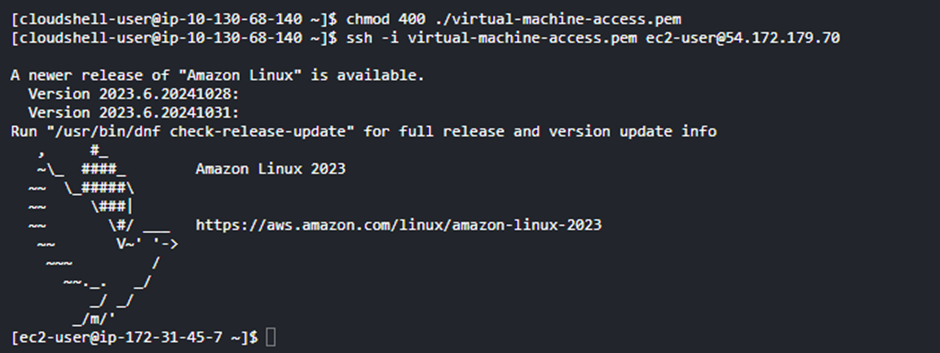 [cloudshell-user@ip-10-130-68-140 ~]$ chmod 400 ./virtual-machine-access.pem
[cloudshell-user@ip-10-130-68-140 ~]$ ssh -i virtual-machine-access.pem ec2-user@54.172.179.70

A newer release of "Amazon Linux" is available.
  Version 2023.6.20241028:
  Version 2023.6.20241031:
Run "/usr/bin/dnf check-release-update" for full release and version update info
   ,     #_
   ~\_  ####_        Amazon Linux 2023
  ~~  \_#####\
  ~~     \###|
  ~~       \#/ ___   https://aws.amazon.com/linux/amazon-linux-2023
   ~~       V~' '->
    ~~~         /
      ~~._.   _/
         _/ _/
       _/m/'
[ec2-user@ip-172-31-45-7 ~]$